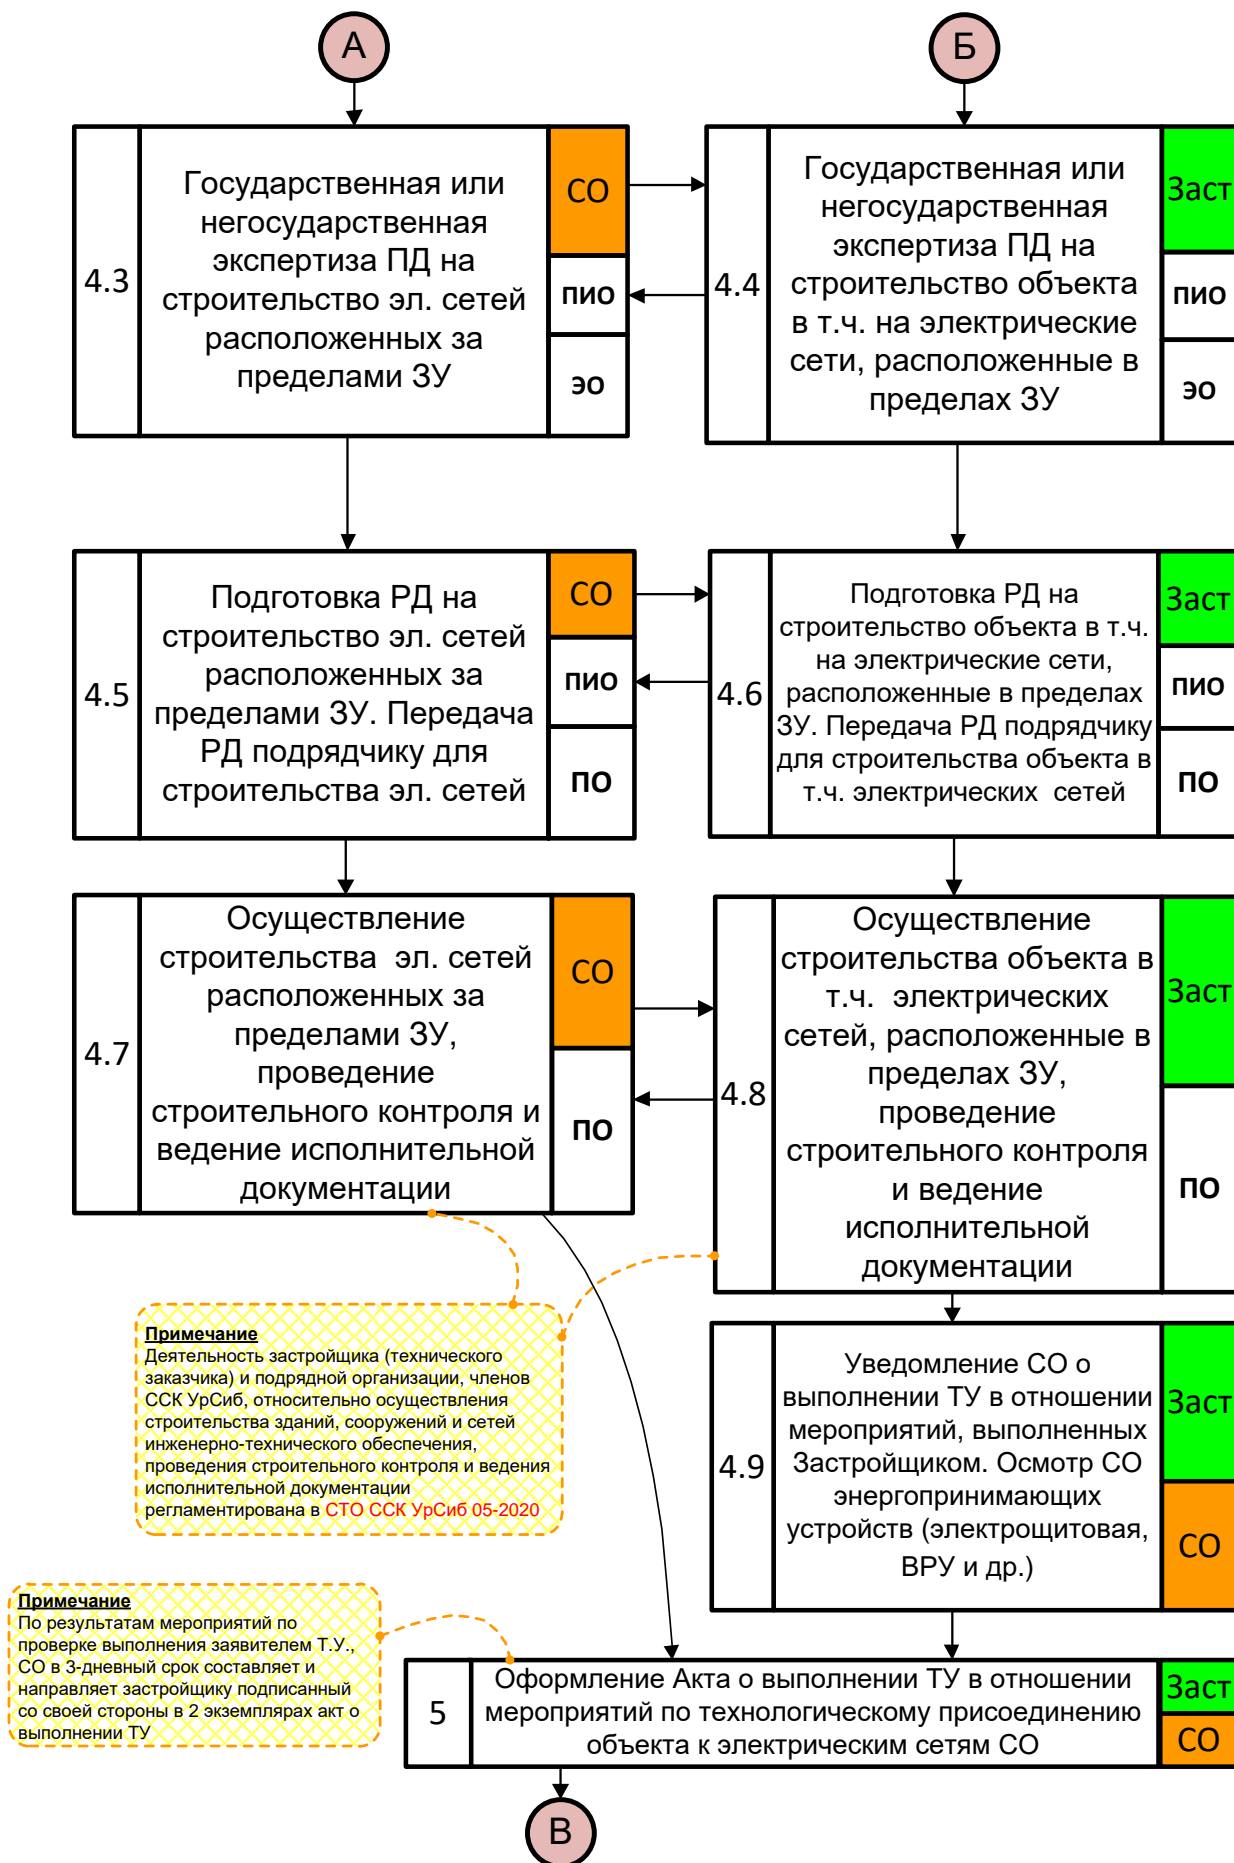 А
Б
4.3
Государственная или
негосударственная
экспертиза ПД на
строительство эл. сетей
расположенных за
пределами ЗУ
СО
ПИО
ЭО
4.4
Государственная или
негосударственная
экспертиза ПД на
строительство объекта
в т.ч. на электрические
сети, расположенные в
пределах ЗУ
Заст
ПИО
ЭО
4.5
Подготовка РД на
строительство эл. сетей
расположенных за
пределами ЗУ. Передача
РД подрядчику для
строительства эл. сетей
СО
ПИО
ПО
4.6
Подготовка РД на
строительство объекта в т.ч.
на электрические сети,
расположенные в пределах
ЗУ. Передача РД подрядчику
для строительства объекта в
т.ч. электрических сетей
Заст
ПИО
ПО
4.7
Осуществление
строительства эл. сетей
расположенных за
пределами ЗУ,
проведение
строительного контроля и
ведение исполнительной
документации
СО
ПО
4.8
Осуществление
строительства объекта в
т.ч. электрических
сетей, расположенные в
пределах ЗУ,
проведение
строительного контроля
и ведение
исполнительной
документации
Заст
ПО
Примечание
Деятельность застройщика (технического
заказчика) и подрядной организации, членов
ССК УрСиб, относительно осуществления
строительства зданий, сооружений и сетей
инженерно-технического обеспечения,
проведения строительного контроля и ведения
исполнительной документации
регламентирована в СТО ССК УрСиб 05-2020
4.9
Уведомление СО о
выполнении ТУ в отношении
мероприятий, выполненных
Застройщиком. Осмотр СО
энергопринимающих
устройств (электрощитовая,
ВРУ и др.)
Заст
СО
Примечание
По результатам мероприятий по
проверке выполнения заявителем Т.У.,
СО в 3-дневный срок составляет и
направляет застройщику подписанный
со своей стороны в 2 экземплярах акт о
выполнении ТУ
5
Оформление Акта о выполнении ТУ в отношении
мероприятий по технологическому присоединению
объекта к электрическим сетям СО
Заст
СО
В